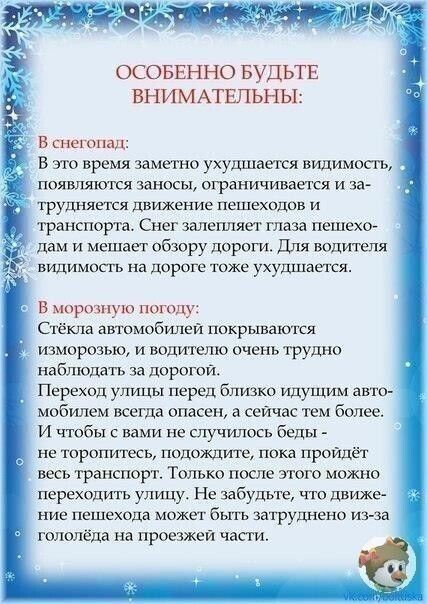 ОСОБЕННО БУДЬТЕ
ВНИМАТЕЛЬНЫ:
В снегопад:
В это время заметно ухудшается видимость,
появляются заносы, ограничивается и за-
трудняется движение пешеходов и
транспорта. Снег залепляет глаза пешехо-
дам и мешает обзору дороги. Для водителя
видимость на дороге тоже ухудшается.
В морозную погоду:
Стёкла автомобилей покрываются
изморозью, и водителю очень трудно
наблюдать за дорогой.
Переход улицы перед близко идущим авто-
мобилем всегда опасен, а сейчас тем более.
И чтобы с вами не случилось беды -
не торопитесь, подождите, пока пройдёт
весь транспорт. Только после этого можно
переходить улицу. Не забудьте, что движе-
ние пешехода может быть затруднено из-за
гололёда на проезжей части.